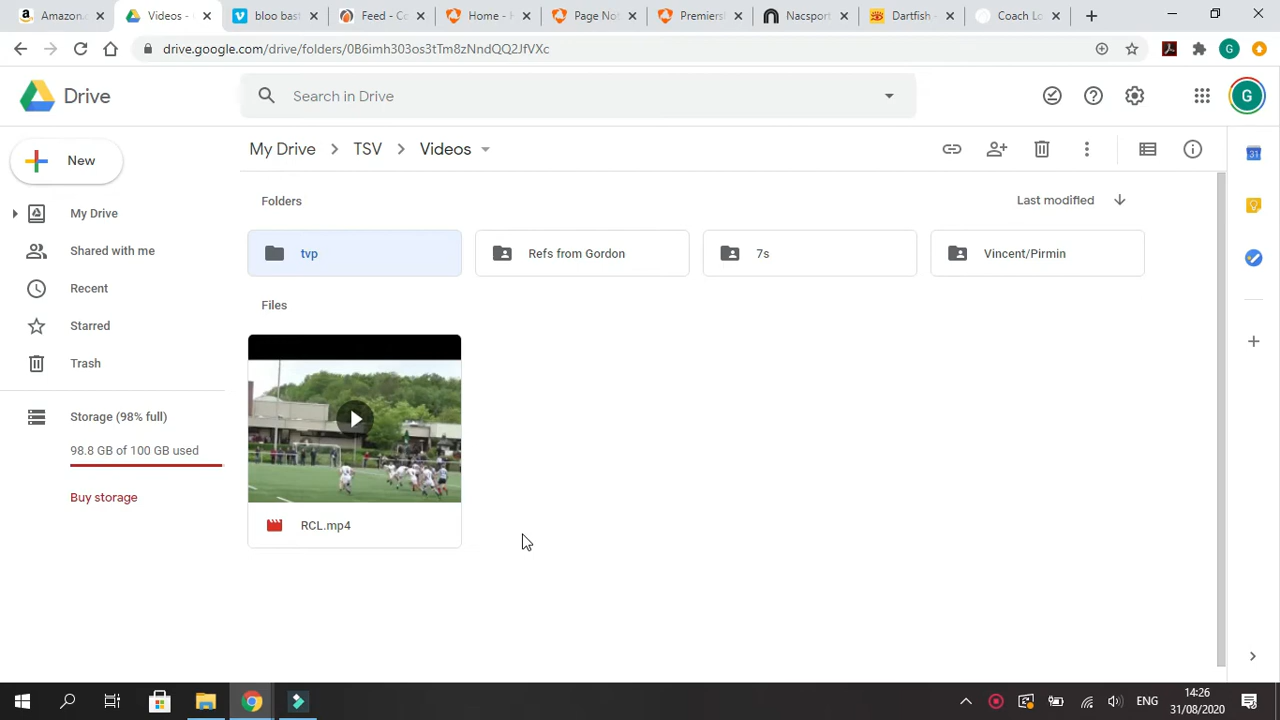 Amazon.
Videos -
bloo bast
Feed - Co
Home -
Page No
Premiers
Nacspor
Dartfish
Coach Lo
drive.google.com/drive/folders/0B6imh303os3tTm8zNndQQ2JfVXc
G
Drive
Search in Drive
G
New
My Drive
TSV
Videos
My Drive
Shared with me
Recent
Starred
Trash
Storage (98% full)
98.8 GB of 100 GB used
Buy storage
Folders
Last modified
tvp
Refs from Gordon
7s
Vincent/Pirmin
Files
RCL.mp4
31
ENG
14:26
31/08/2020